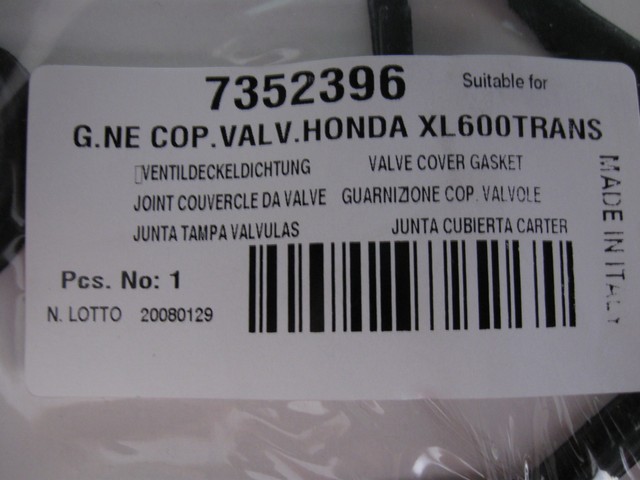 7352396 Suitable for
G.NE COP.VALV.HONDA XL600TRANS
VENTILDECKELDICHTUNG VALVE COVER GASKET
JOINT COUVERCLE DA VALVE GUARNIZIONE COP. VALVOLE
JUNTA TAMPA VALVULAS JUNTA CUBIERTA CARTER
MADE IN ITALY
Pcs. No: 1
N. LOTTO 20080129